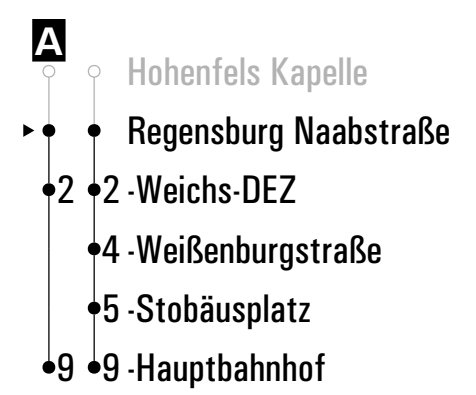 A
Hohenfels Kapelle
Regensburg Naabstraße
2 2 -Weichs-DEZ
4 -Weißenburgstraße
5 -Stobäusplatz
9 9 -Hauptbahnhof